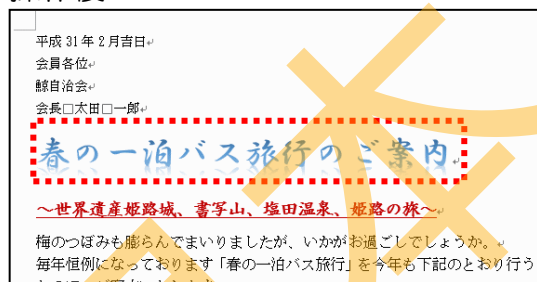 平成 31 年 2 月吉日
会員各位
鯨自治会
会長□太田□一郎
春の一泊バス旅行のご案内
～世界遺産姫路城、書写山、塩田温泉、姫路の旅～
梅のつぼみも膨らんでまいりましたが、いかがお過ごしでしょうか。
毎年恒例になっております「春の一泊バス旅行」を今年も下記のとおり行う